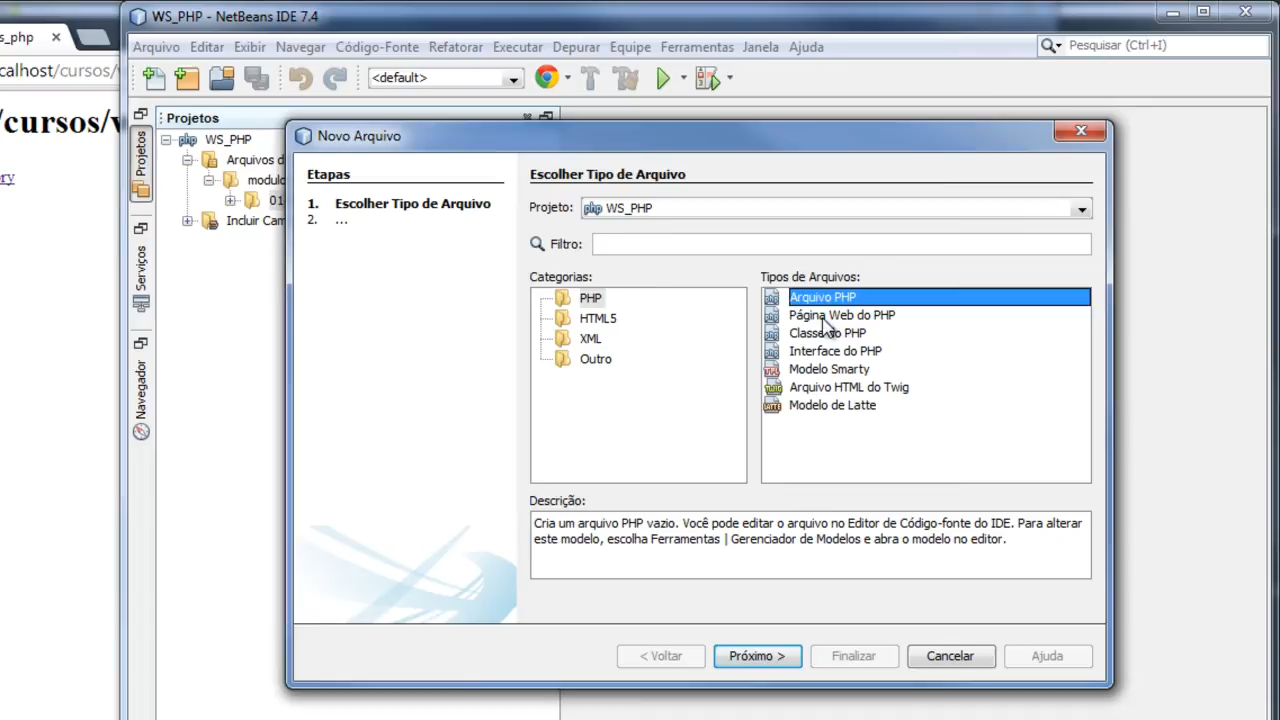 s_php
WS_PHP - NetBeans IDE 7.4
Arquivo Editar Exibir Navegar Código-Fonte Refatorar Executar Depurar Equipe Ferramentas Janela Ajuda
Pesquisar (Ctrl+I)
calhost/cursos/
<default>
/cursos/
ory
Projetos
Projetos
Serviços
Navegador
WS_PHP
Arquivos d
modulo
01
Incluir Cam
Novo Arquivo
Etapas
1. Escolher Tipo de Arquivo
2. ...
Escolher Tipo de Arquivo
Projeto: WS_PHP
Filtro:
Categorias:
PHP
HTML5
XML
Outro
Tipos de Arquivos:
Arquivo PHP
Página Web do PHP
Classe do PHP
Interface do PHP
Modelo Smarty
Arquivo HTML do Twig
Modelo de Latte
Descrição:
Cria um arquivo PHP vazio. Você pode editar o arquivo no Editor de Código-fonte do IDE. Para alterar
este modelo, escolha Ferramentas | Gerenciador de Modelos e abra o modelo no editor.
< Voltar Próximo > Finalizar Cancelar Ajuda